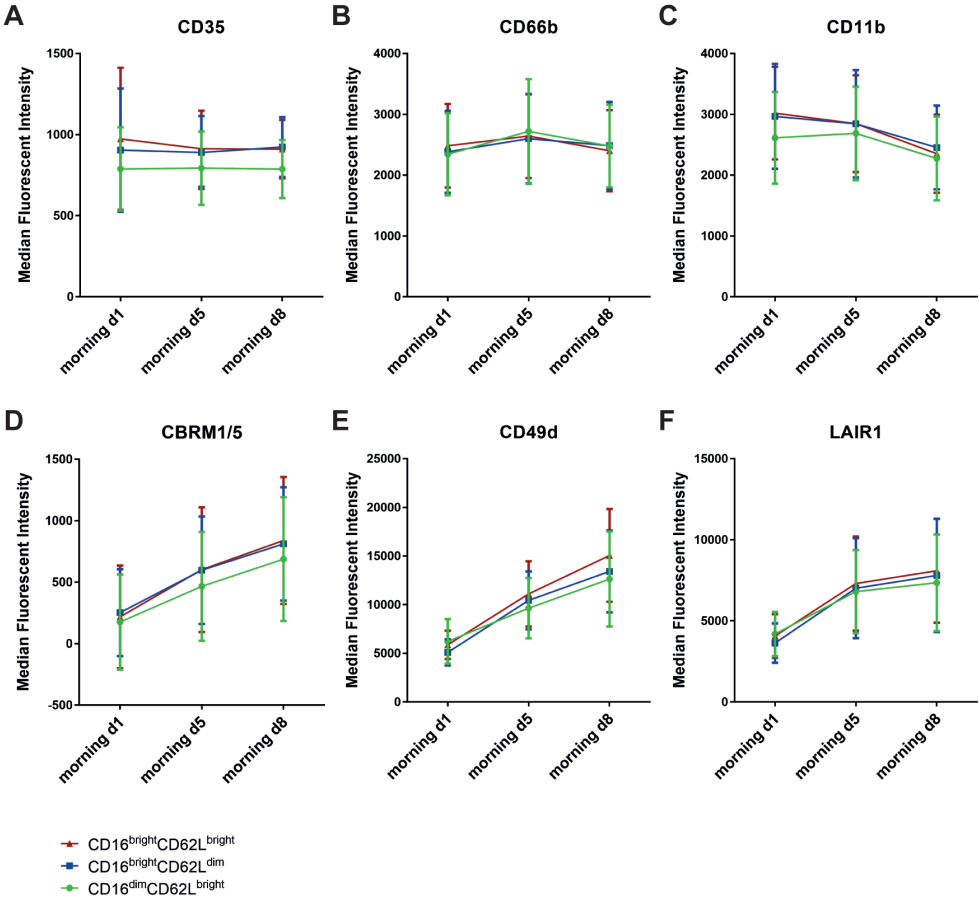 A
CD35
Median Fluorescent Intensity
1500
1000
500
0
morning d1
morning d5
morning d8
B
CD66b
Median Fluorescent Intensity
4000
3000
2000
1000
0
morning d1
morning d5
morning d8
C
CD11b
Median Fluorescent Intensity
4000
3000
2000
1000
0
morning d1
morning d5
morning d8
D
CBRM1/5
Median Fluorescent Intensity
1500
1000
500
0
-500
morning d1
morning d5
morning d8
E
CD49d
Median Fluorescent Intensity
25000
20000
15000
10000
5000
0
morning d1
morning d5
morning d8
F
LAIR1
Median Fluorescent Intensity
15000
10000
5000
0
morning d1
morning d5
morning d8
CD16brightCD62Lbright
CD16brightCD62Ldim
CD16dimCD62Lbright